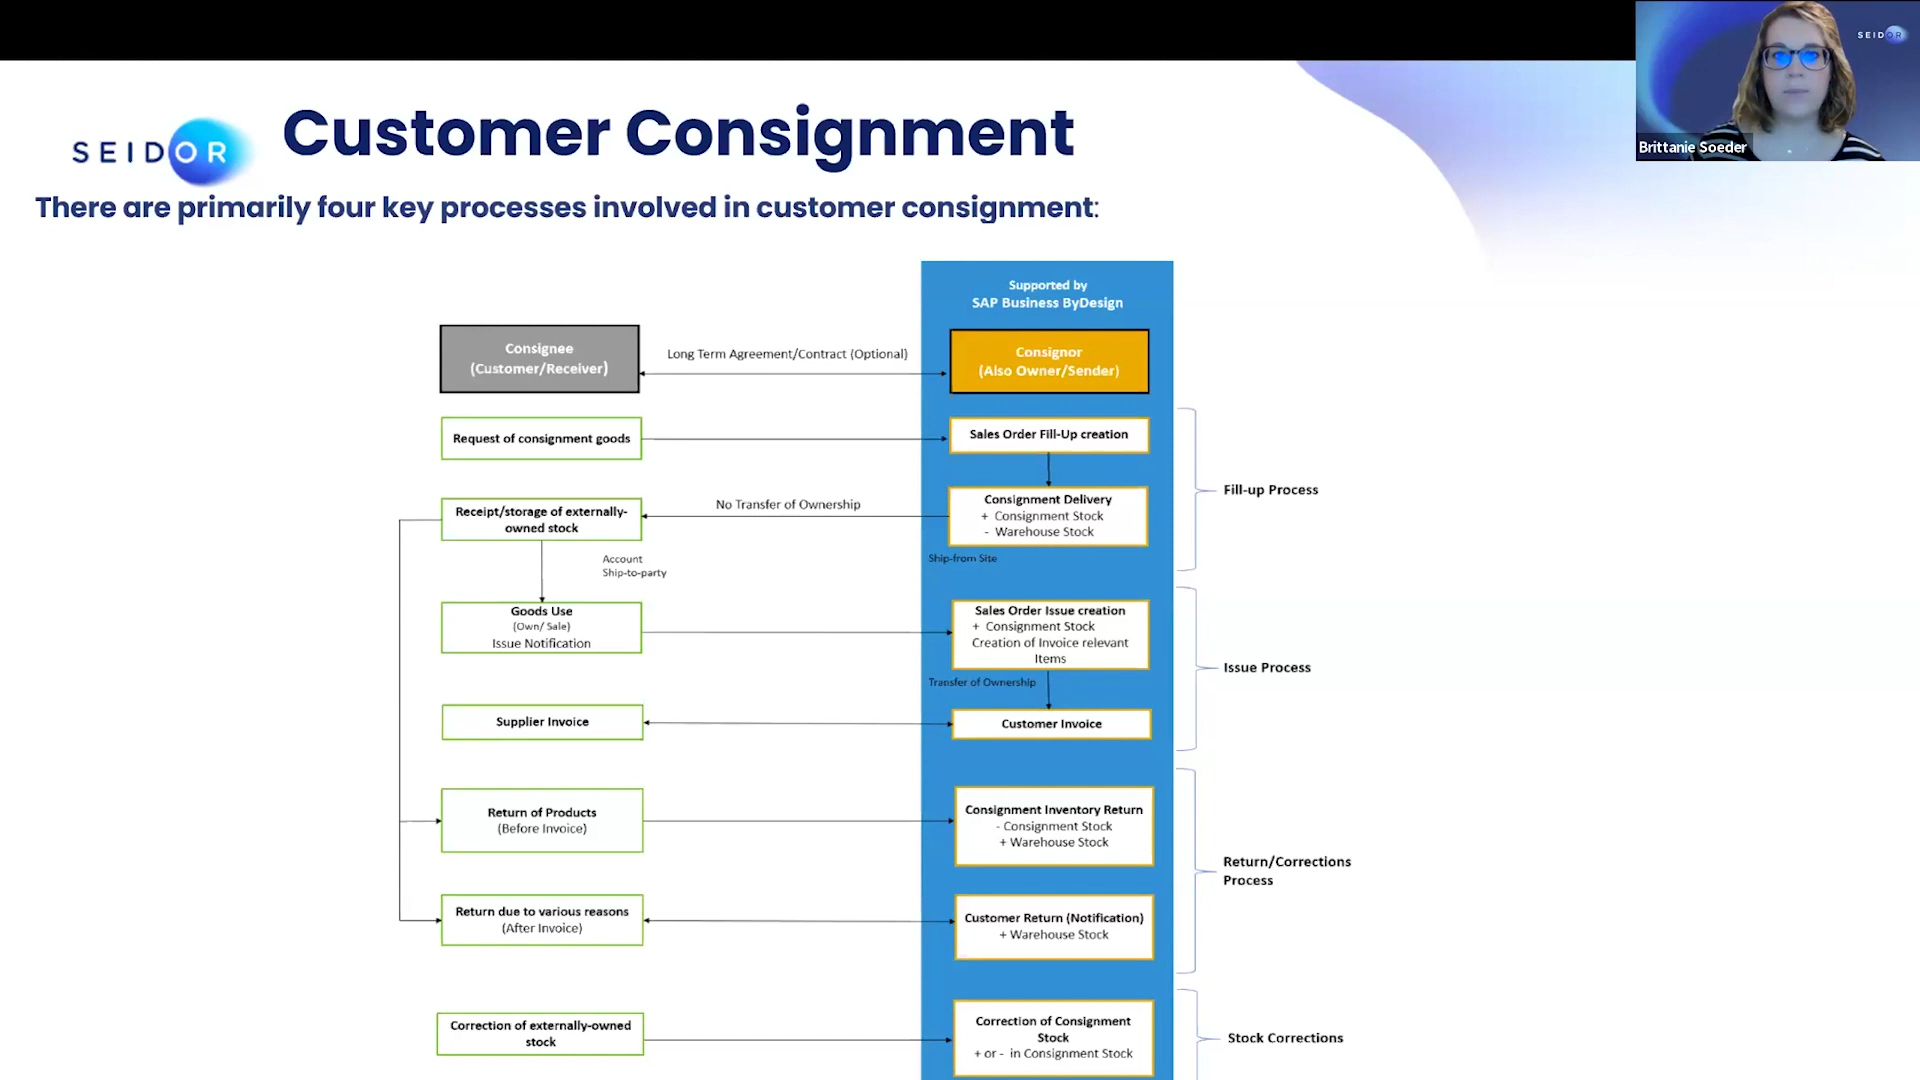 SEIDOR
Brittanie Soeder
SEIDOR
Customer Consignment
There are primarily four key processes involved in customer consignment:
Supported by
SAP Business ByDesign
Consignee
(Customer/Receiver)
Long Term Agreement/Contract (Optional)
Consignor
(Also Owner/Sender)
Request of consignment goods
Sales Order Fill-Up creation
Fill-up Process
Receipt/storage of externally-
owned stock
No Transfer of Ownership
Consignment Delivery
+ Consignment Stock
- Warehouse Stock
Account
Ship-to-party
Ship-from Site
Goods Use
(Own/ Sale)
Issue Notification
Sales Order Issue creation
+ Consignment Stock
Creation of Invoice relevant
Items
Issue Process
Transfer of Ownership
Supplier Invoice
Customer Invoice
Return of Products
(Before Invoice)
Consignment Inventory Return
- Consignment Stock
+ Warehouse Stock
Return/Corrections
Process
Return due to various reasons
(After Invoice)
Customer Return (Notification)
+ Warehouse Stock
Correction of externally-owned
stock
Correction of Consignment
Stock
+ or - in Consignment Stock
Stock Corrections